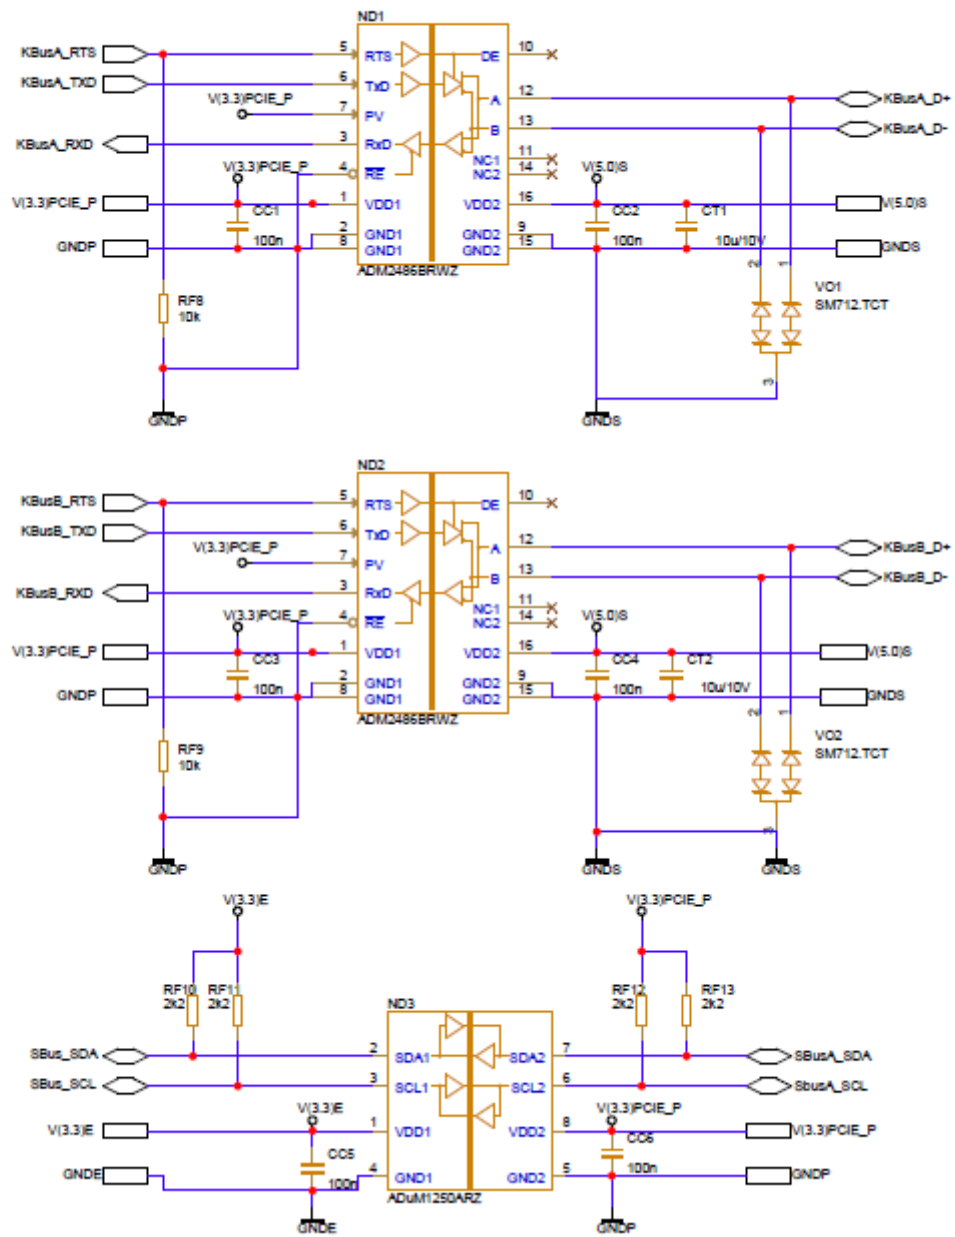 ND1
KBusA_RTS 5 RTS DE 10
KBusA_TXD 6 TxD A 12 KBusA_D+
V(3.3)PCIE_P 7 PV B 13 KBusA_D-
KBusA_RXD 3 RxD NC1 11
V(3.3)PCIE_P 4 RE NC2 14 V(5.0)S
V(3.3)PCIE_P CC1 1 VDD1 VDD2 16 CC2 CT1 V(5.0)S
GNDP 100n 2 GND1 GND2 9 100n 10u/10V GNDS
8 GND1 GND2 15
ADM2486BRWZ
2 1
RF8 VO1
10k SM712.TCT
3
GNDP GNDS
ND2
KBusB_RTS 5 RTS DE 10
KBusB_TXD 6 TxD A 12 KBusB_D+
V(3.3)PCIE_P 7 PV B 13 KBusB_D-
KBusB_RXD 3 RxD NC1 11
V(3.3)PCIE_P 4 RE NC2 14 V(5.0)S
V(3.3)PCIE_P CC3 1 VDD1 VDD2 16 CC4 CT2 V(5.0)S
GNDP 100n 2 GND1 GND2 9 100n 10u/10V GNDS
8 GND1 GND2 15
ADM2486BRWZ
2 1
RF9 VO2
10k SM712.TCT
3
GNDP GNDS GNDS
V(3.3)E V(3.3)PCIE_P
RF10 RF11 RF12 RF13
2k2 2k2 2k2 2k2
ND3
SBus_SDA 2 SDA1 SDA2 7 SBusA_SDA
SBus_SCL 3 SCL1 SCL2 6 SbusA_SCL
V(3.3)E V(3.3)PCIE_P
V(3.3)E 1 VDD1 VDD2 8 V(3.3)PCIE_P
CC5 CC6
GNDE 100n 4 GND1 GND2 5 100n GNDP
ADuM1250ARZ
GNDE GNDP